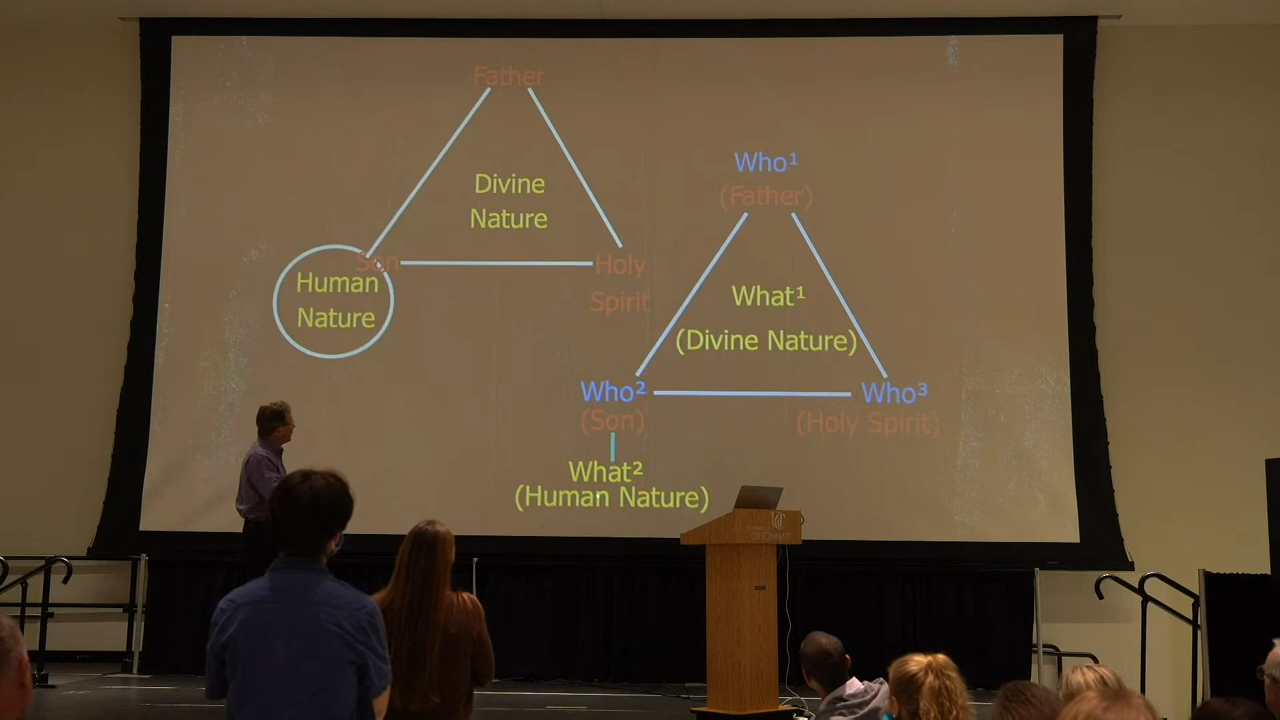 Father
Divine
Nature
Son
Holy
Spirit
Human
Nature
Who¹
(Father)
What¹
(Divine Nature)
Who²
(Son)
Who³
(Holy Spirit)
What²
(Human Nature)
CINCINNATI